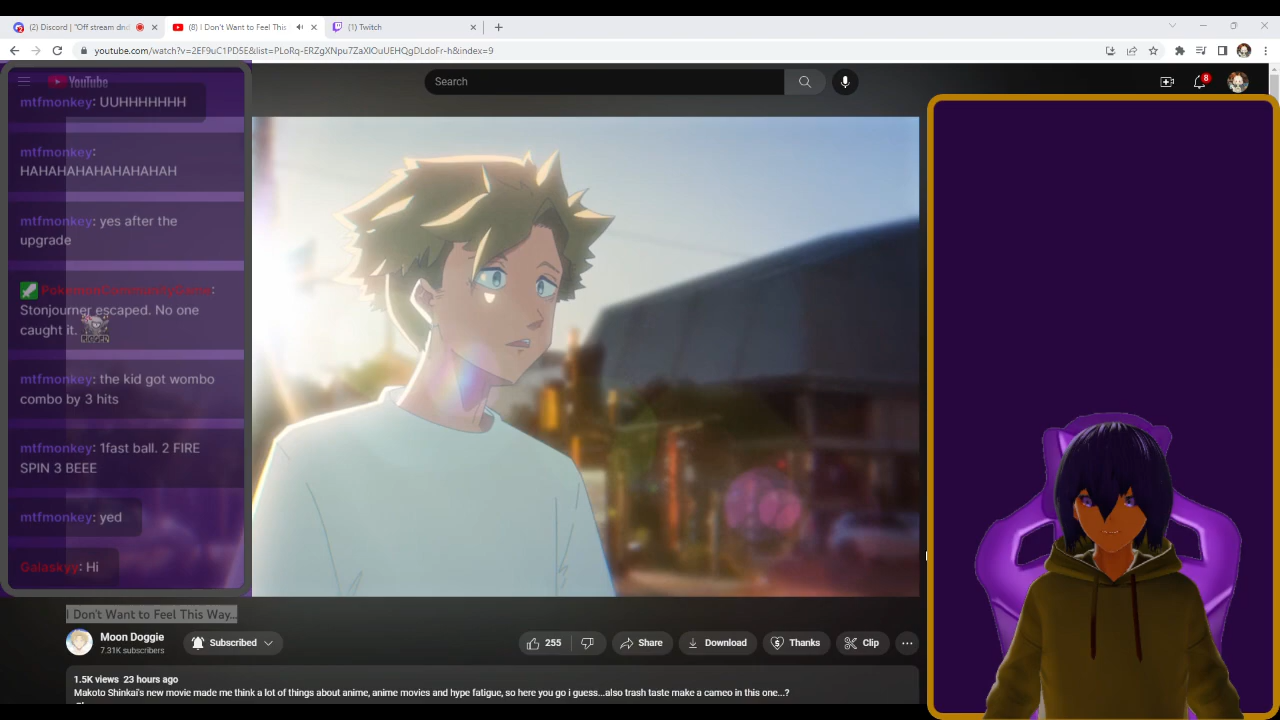 (2) Discord | "Off stream dnd
(8) I Don't Want to Feel This
(1) Twitch
youtube.com/watch?v=2EF9uC1PD5E&list=PLoRq-ERZgXNpu7ZaXlOuUEHQgDLdoFr-h&index=9
YouTube
Search
8
mtfmonkey: UUHHHHHHH
mtfmonkey:
HAHAHAHAHAHAHAHAH
mtfmonkey: yes after the
upgrade
PokemonCommunityGame:
Stonjourner escaped. No one
caught it.
mtfmonkey: the kid got wombo
combo by 3 hits
mtfmonkey: 1fast ball. 2 FIRE
SPIN 3 BEEE
mtfmonkey: yed
Galaskyy: Hi
I Don't Want to Feel This Way...
Moon Doggie
7.31K subscribers
Subscribed
255
Share
Download
Thanks
Clip
1.5K views 23 hours ago
Makoto Shinkai's new movie made me think a lot of things about anime, anime movies and hype fatigue, so here you go i guess...also trash taste make a cameo in this one...?